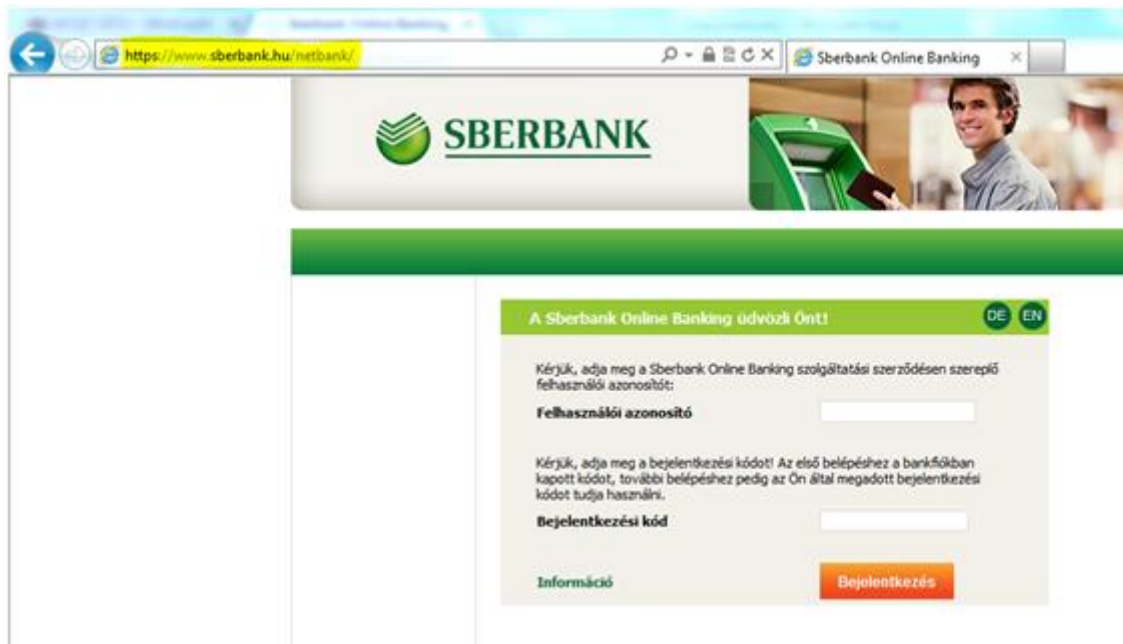 https://www.sberbank.hu/netbank/
Sberbank Online Banking
SBERBANK
A Sberbank Online Banking üdvözli Önt!
DE EN
Kérjük, adja meg a Sberbank Online Banking szolgáltatási szerződésen szereplő
felhasználói azonosítót:
Felhasználói azonosító
Kérjük, adja meg a bejelentkezési kódot! Az első belépéshez a bankfiókban
kapott kódot, további belépéshez pedig az Ön által megadott bejelentkezési
kódot tudja használni.
Bejelentkezési kód
Információ
Bejelentkezés